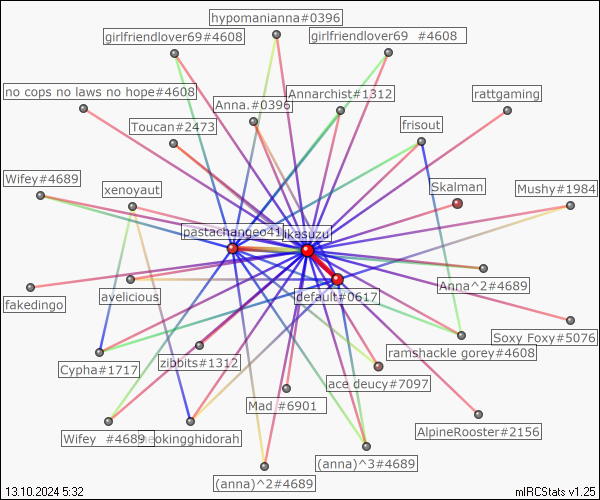 hypomanianna#0396
girlfriendlover69#4608
girlfriendlover69 #4608
no cops no laws no hope#4608
Anna.#0396
Annarchist#1312
rattgaming
Toucan#2473
frisout
Wifey#4689
xenoyaut
Skalman
Mushy#1984
pastachangeo41
ikasuzu
Anna^2#4689
default#0617
fakedingo
avelicious
Soxy Foxy#5076
ramshackle gorey#4608
Cypha#1717
zibbits#1312
ace deucy#7097
Mad #6901
AlpineRooster#2156
Wifey #4689
okingghidorah
(anna)^3#4689
(anna)^2#4689
13.10.2024 5:32
mIRCStats v1.25